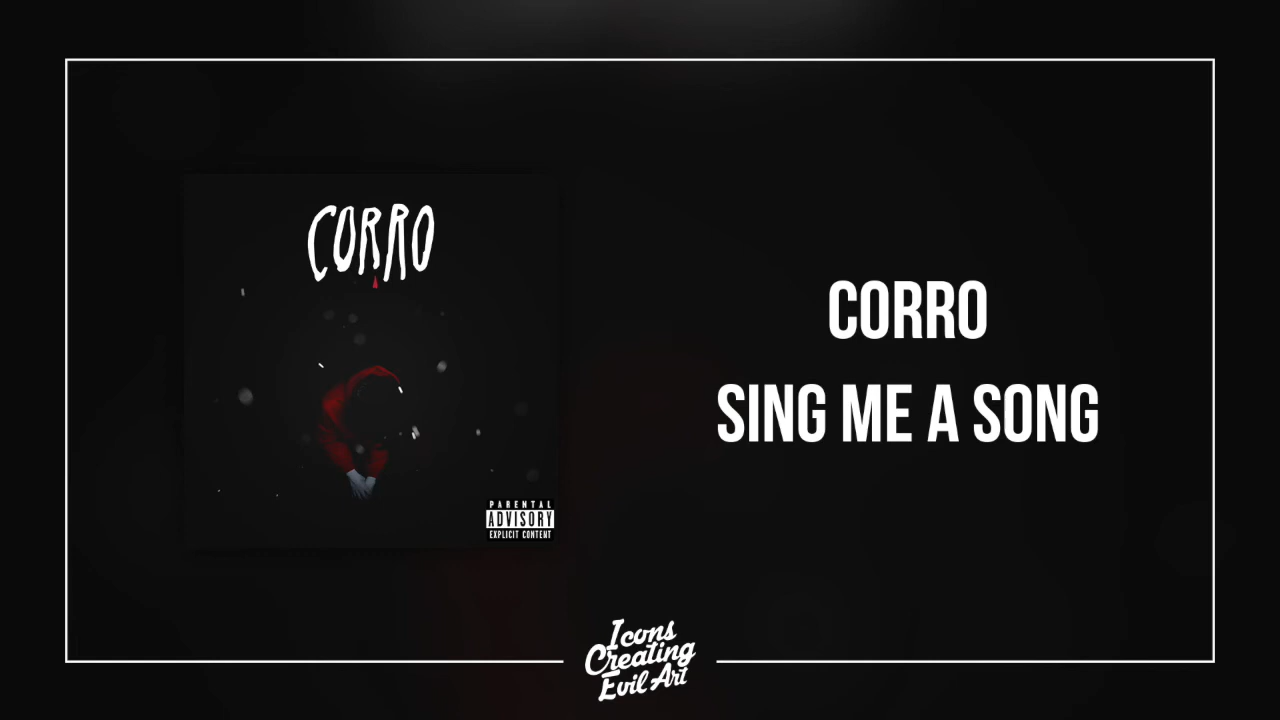 CORRO
PARENTAL
ADVISORY
EXPLICIT CONTENT
CORRO
SING ME A SONG
Icons
Creating
Evil Art